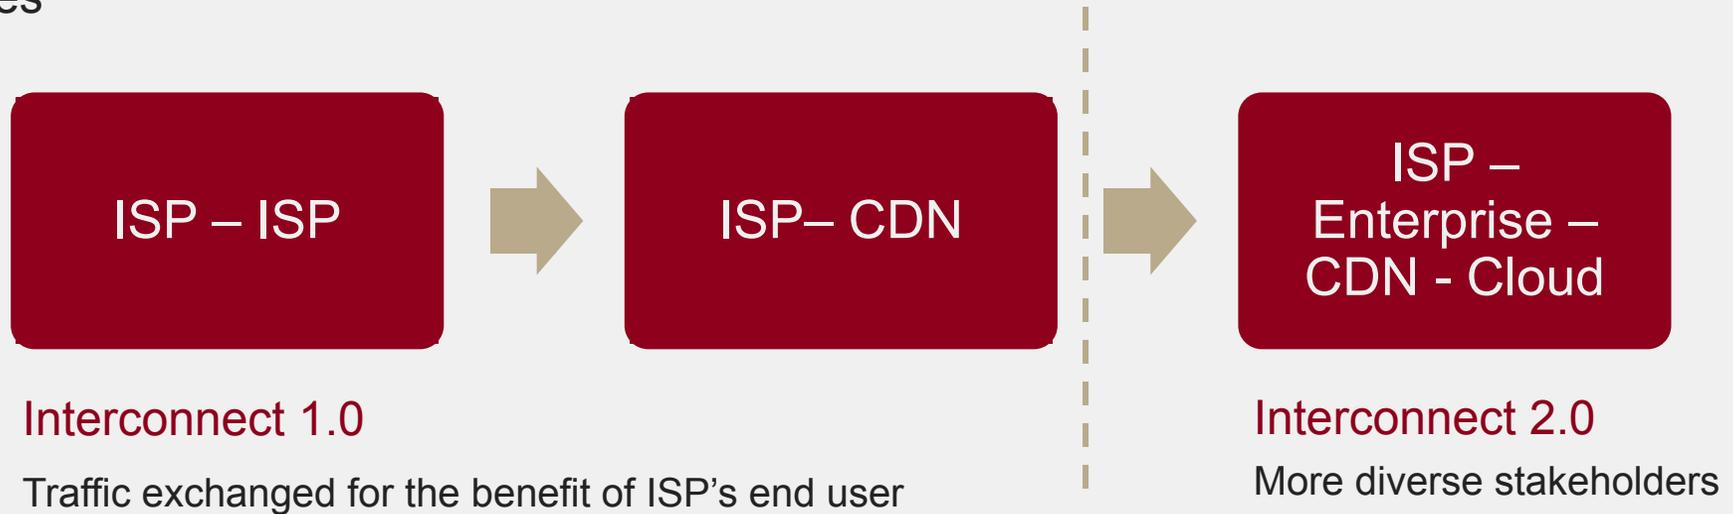 ISP – ISP
ISP– CDN
ISP –
Enterprise –
CDN - Cloud
Interconnect 1.0
Traffic exchanged for the benefit of ISP’s end user
Interconnect 2.0
More diverse stakeholders